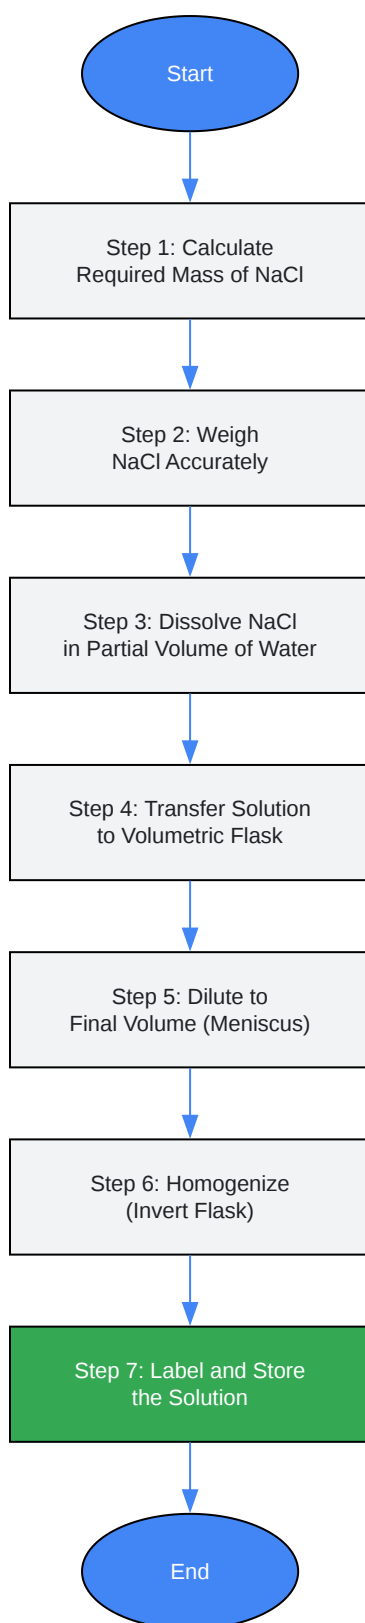 Start
Step 1: Calculate
Required Mass of NaCl
Step 2: Weigh
NaCl Accurately
Step 3: Dissolve NaCl
in Partial Volume of Water
Step 4: Transfer Solution
to Volumetric Flask
Step 5: Dilute to
Final Volume (Meniscus)
Step 6: Homogenize
(Invert Flask)
Step 7: Label and Store
the Solution
End